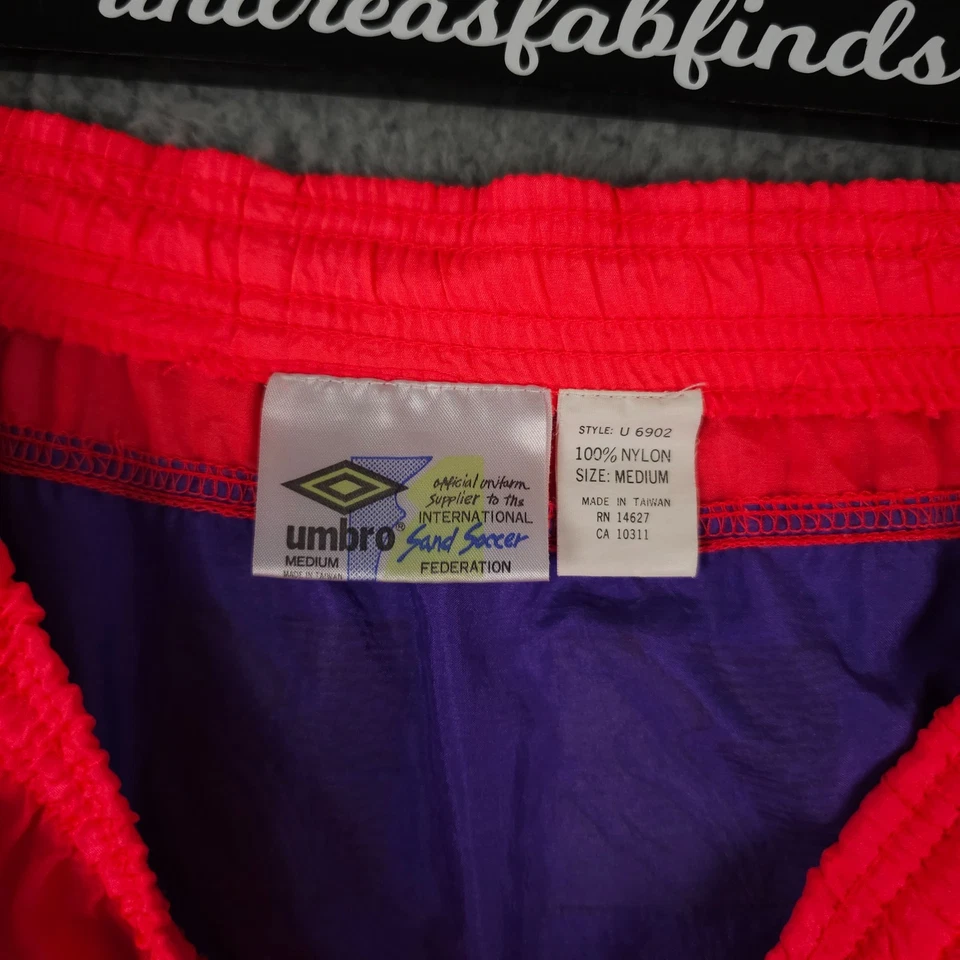 andreasfabfinds
official uniform
supplier to the
INTERNATIONAL
umbro® Sand Soccer
MEDIUM FEDERATION
MADE IN TAIWAN
STYLE: U 6902
100% NYLON
SIZE: MEDIUM
MADE IN TAIWAN
RN 14627
CA 10311